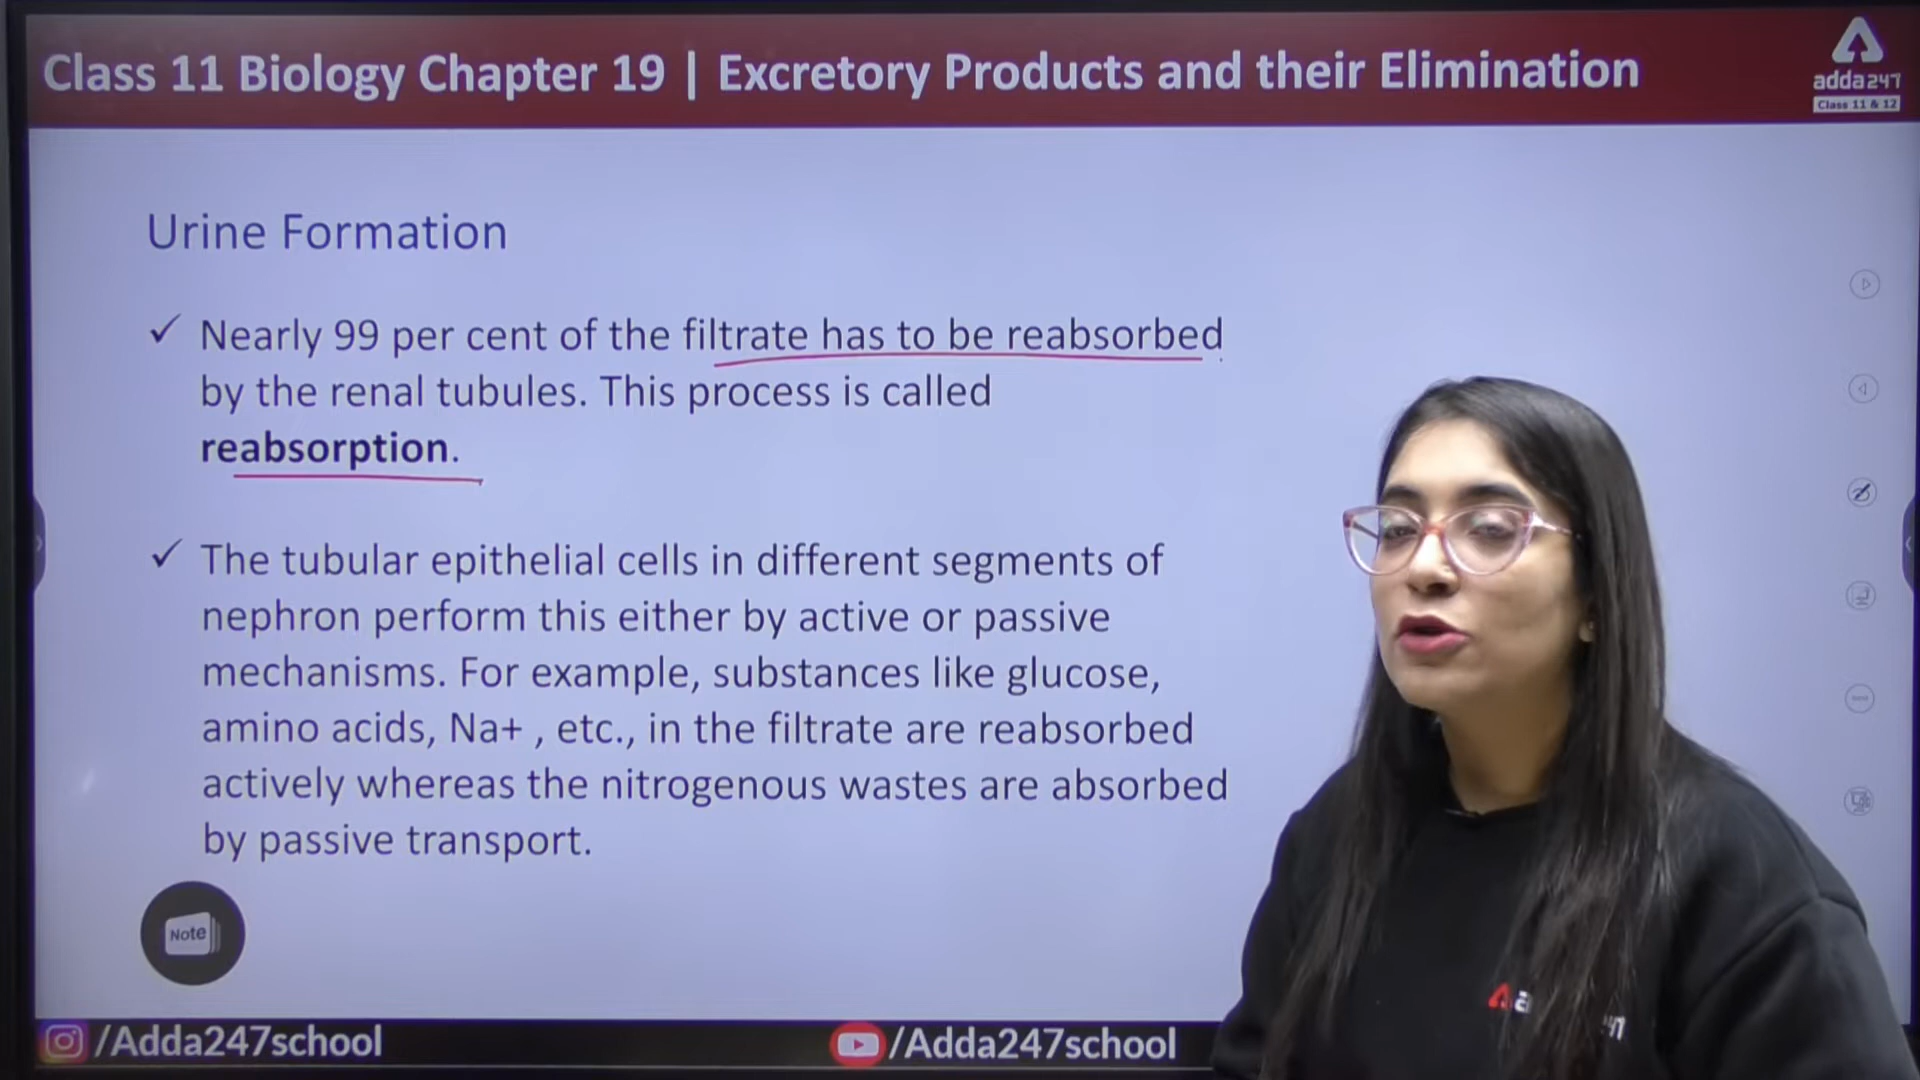 Class 11 Biology Chapter 19 | Excretory Products and their Elimination
adda247
Class 11 & 12
Urine Formation
✓ Nearly 99 per cent of the filtrate has to be reabsorbed
by the renal tubules. This process is called
reabsorption.
✓ The tubular epithelial cells in different segments of
nephron perform this either by active or passive
mechanisms. For example, substances like glucose,
amino acids, Na+ , etc., in the filtrate are reabsorbed
actively whereas the nitrogenous wastes are absorbed
by passive transport.
Note
/Adda247school
/Adda247school